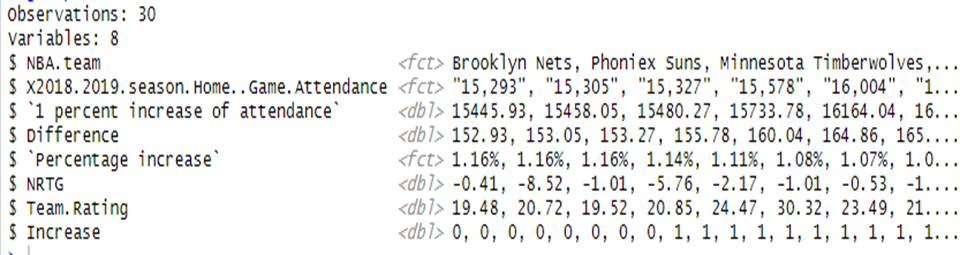 Observations: 30
Variables: 8
$ NBA.team <fct> Brooklyn Nets, Phoniex Suns, Minnesota Timberwolves,...
$ X2018.2019.season.Home..Game.Attendance <fct> "15,293" "15,305" "15,327" "15,578" "16,004" "1...
$ `1 percent increase of attendance` <dbl> 15445.93, 15458.05, 15480.27, 15733.78, 16164.04, 16...
$ Difference <dbl> 152.93, 153.05, 153.27, 155.78, 160.04, 164.86, 165....
$ `Percentage increase` <fct> 1.16%, 1.16%, 1.16%, 1.14%, 1.11%, 1.08%, 1.07%, 1.0...
$ NRTG <dbl> -0.41, -8.52, -1.01, -5.76, -2.17, -1.01, -0.53, -1....
$ Team.Rating <dbl> 19.48, 20.72, 19.52, 20.85, 24.47, 30.32, 23.49, 21....
$ Increase <dbl> 0, 0, 0, 0, 0, 0, 0, 0, 1, 1, 1, 1, 1, 1, 1, 1, 1...